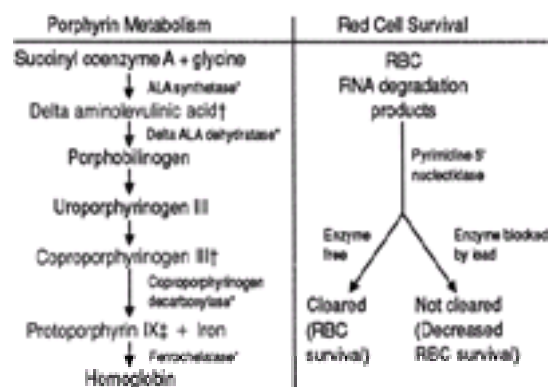 Porphyrin Metabolism
Succinyl coenzyme A + glycine
ALA synthetase*
Delta aminolevulinic acid†
Delta ALA dehydratase*
Porphobilinogen
Uroporphyrinogen III
Coproporphyrinogen III†
Coproporphyrinogen
decarboxylase*
Protoporphyrin IX‡ + Iron
Ferrochelatase*
Hemoglobin
Red Cell Survival
RBC
RNA degradation
products
Pyrimidine 5'
nucleotidase
Enzyme
free
Enzyme blocked
by lead
Cleared
(RBC
survival)
Not cleared
(Decreased
RBC survival)